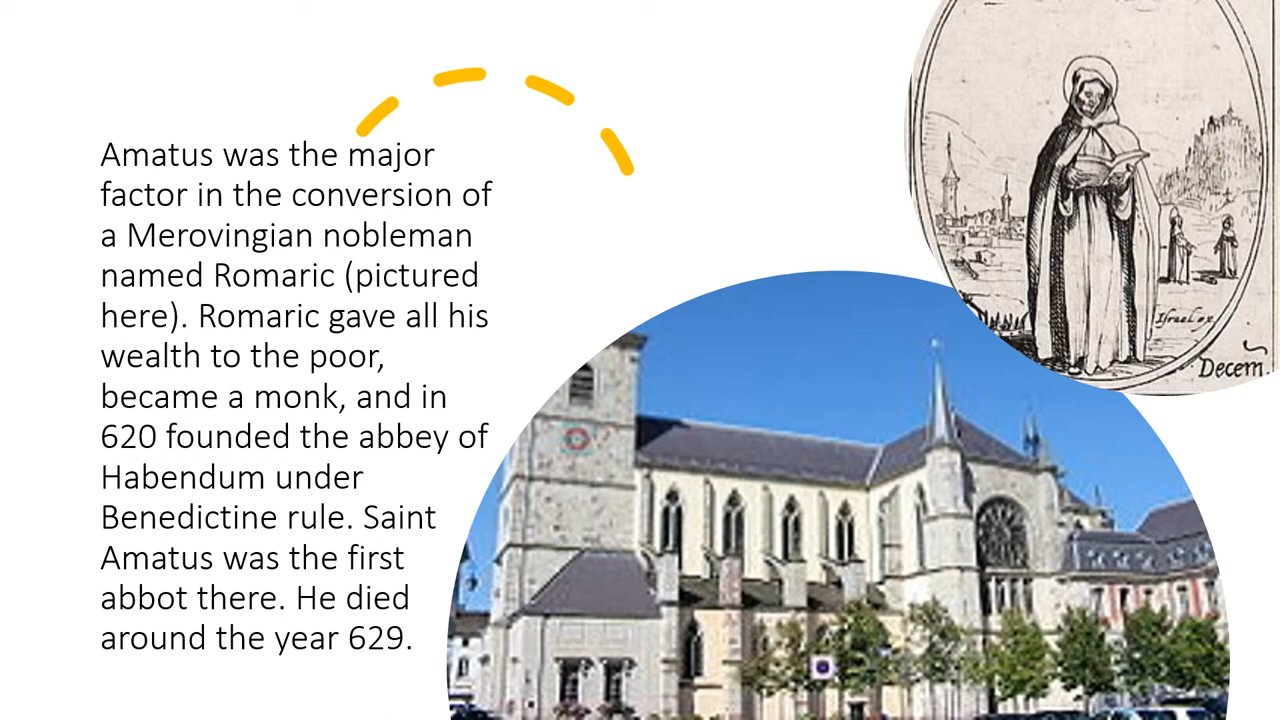 Amatus was the major
factor in the conversion of
a Merovingian nobleman
named Romaric (pictured
here). Romaric gave all his
wealth to the poor,
became a monk, and in
620 founded the abbey of
Habendum under
Benedictine rule. Saint
Amatus was the first
abbot there. He died
around the year 629.
Israel ex
Decem